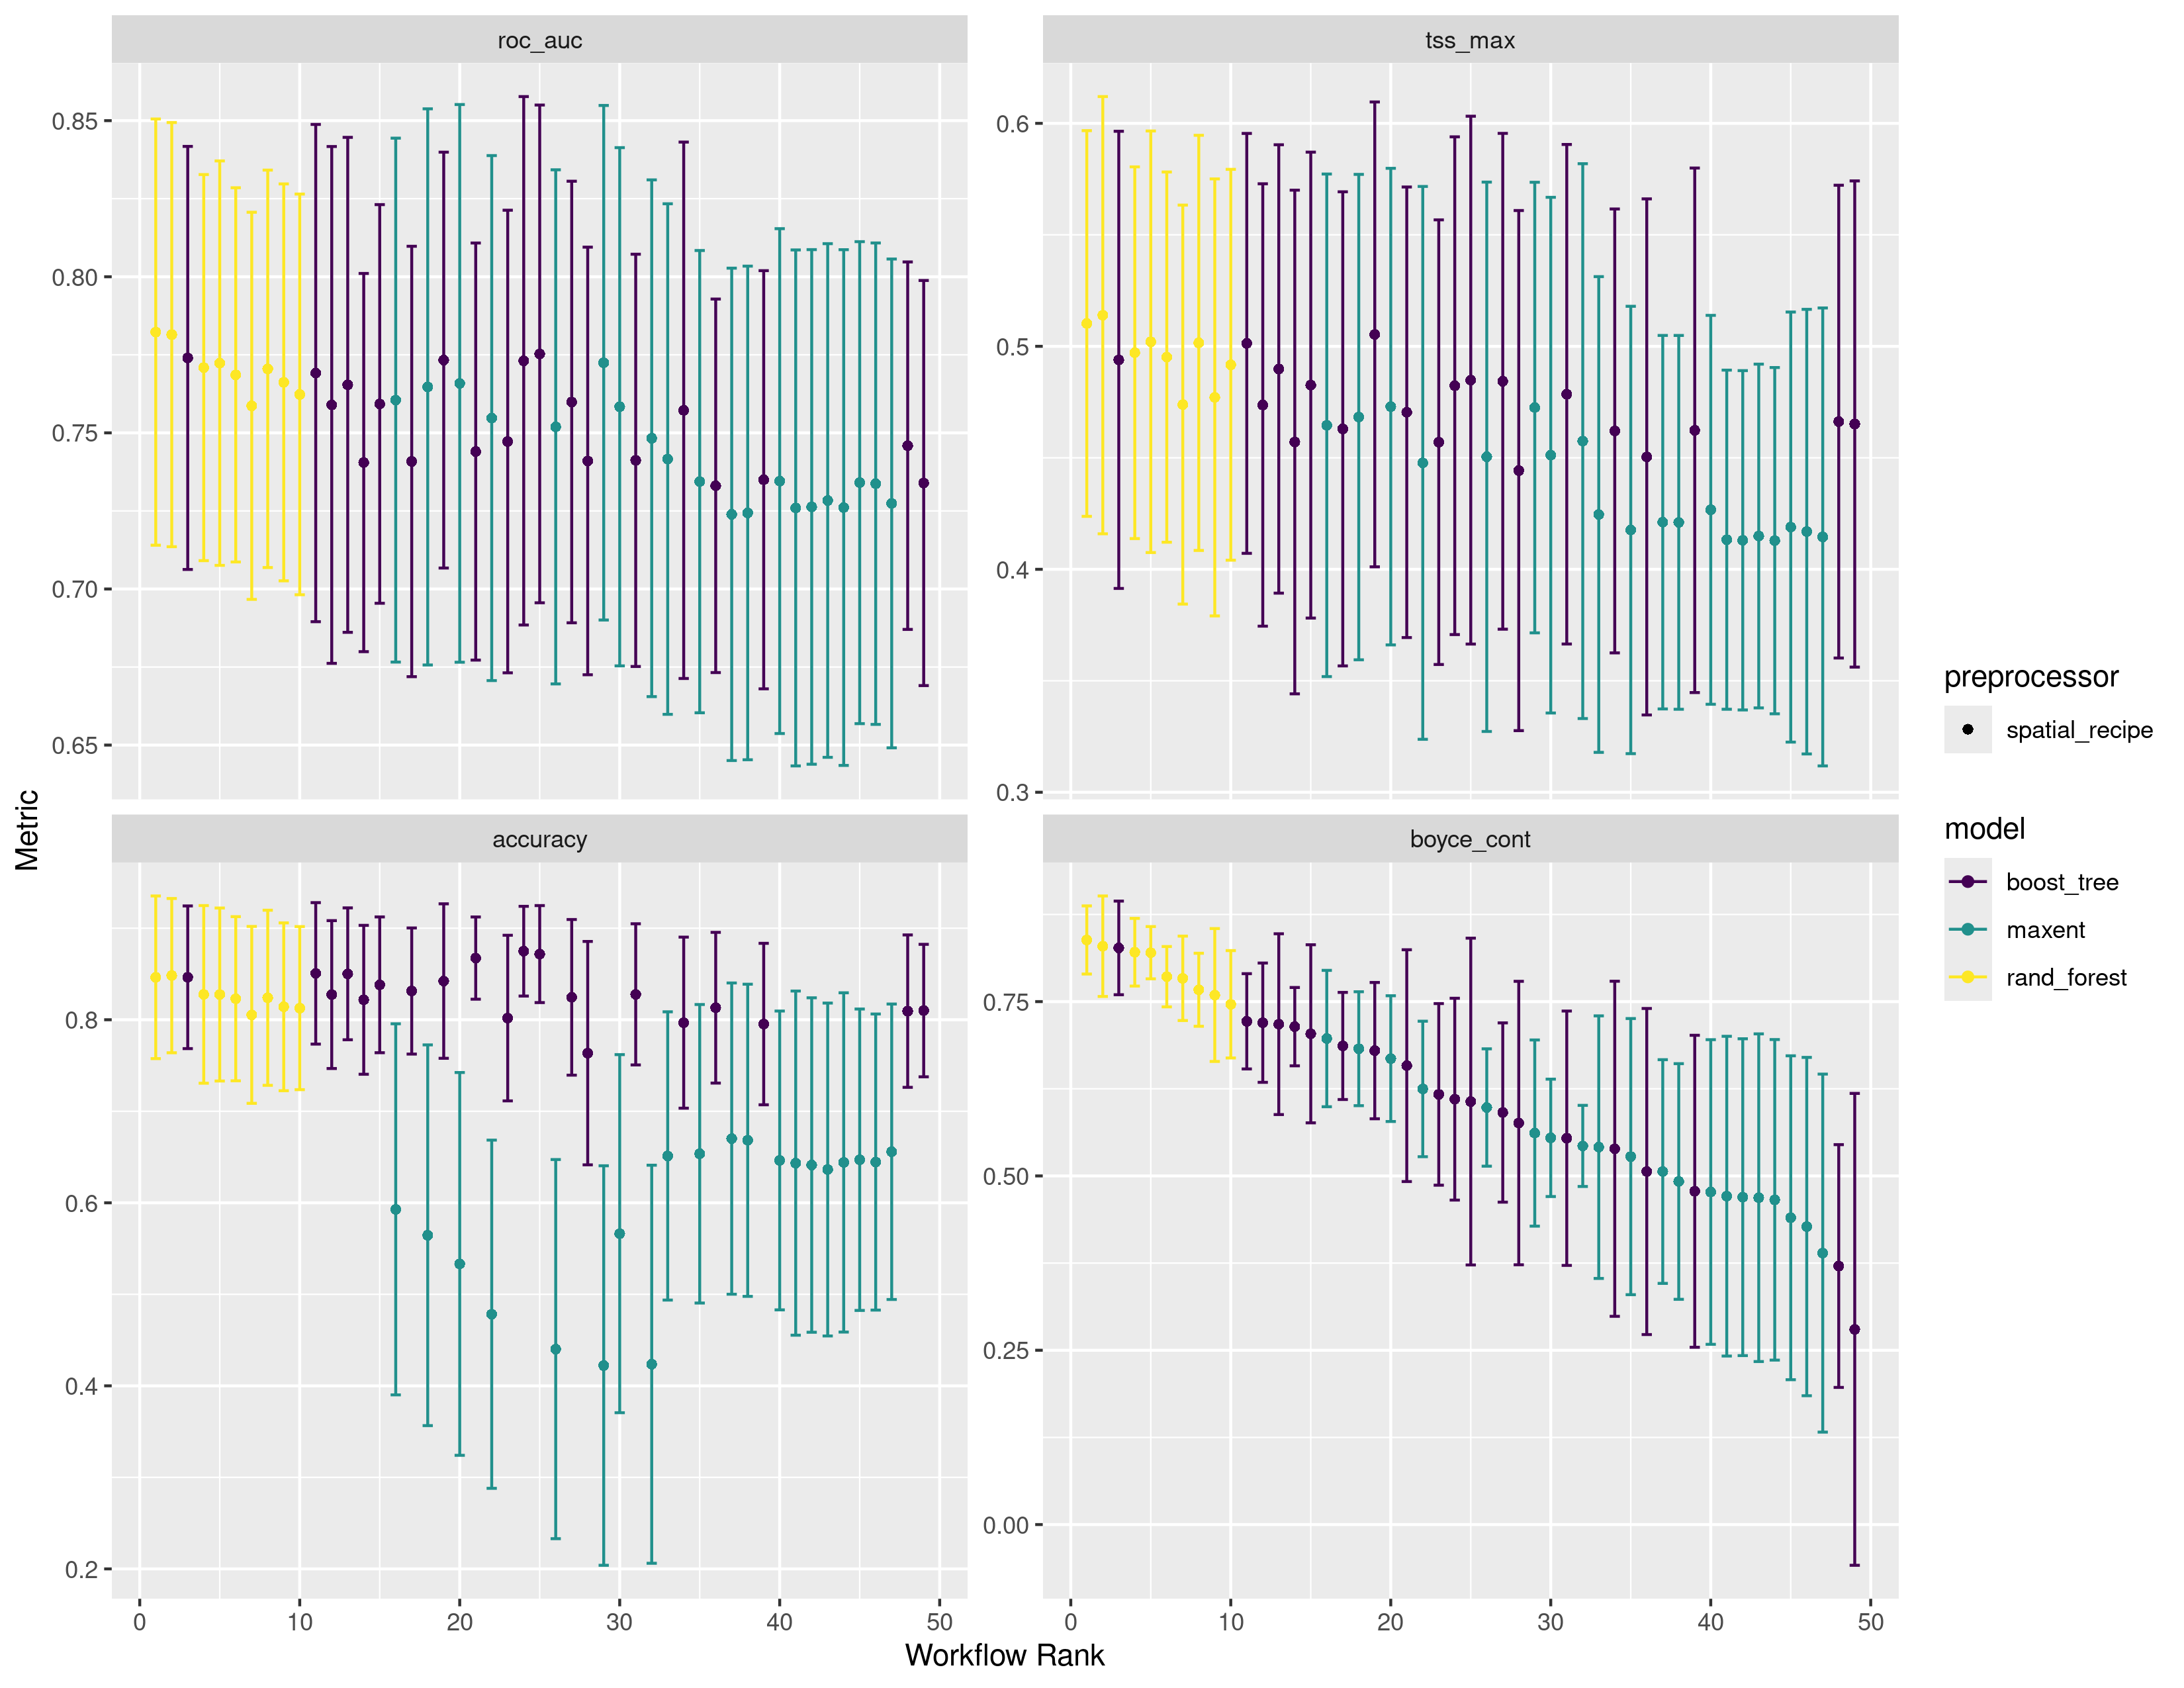 roc_auc
tss_max
0.85
0.80
0.75
0.70
0.65
0.6
0.5
0.4
0.3
accuracy
boyce_cont
0.8
0.6
0.4
0.2
0.75
0.50
0.25
0.00
0 10 20 30 40 50
0 10 20 30 40 50
Workflow Rank
Metric
preprocessor
spatial_recipe
model
boost_tree
maxent
rand_forest